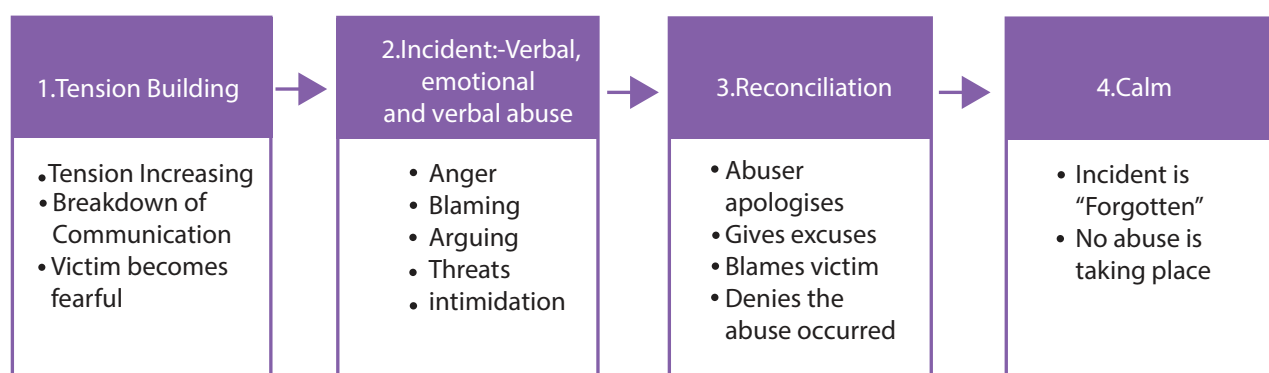 1.Tension Building
•Tension Increasing
• Breakdown of
Communication
• Victim becomes
fearful
2.Incident:-Verbal,
emotional
and verbal abuse
• Anger
• Blaming
• Arguing
• Threats
• intimidation
3.Reconciliation
• Abuser
apologises
• Gives excuses
• Blames victim
• Denies the
abuse occurred
4.Calm
• Incident is
“Forgotten”
• No abuse is
taking place